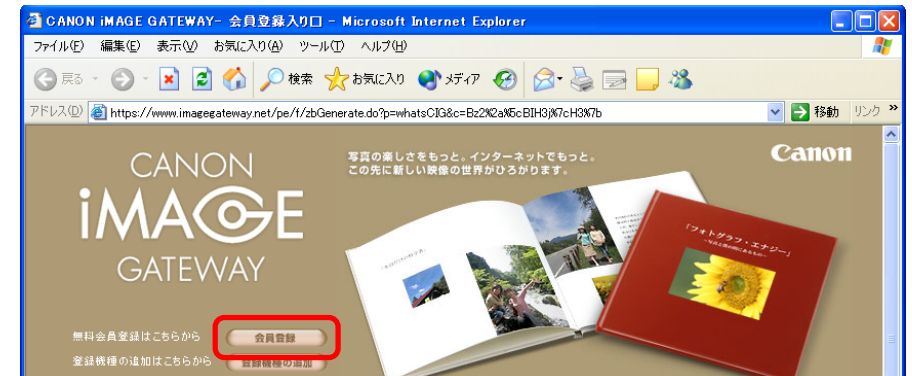 CANON iMAGE GATEWAY- 会員登録入り口 - Microsoft Internet Explorer
ファイル(F) 編集(E) 表示(V) お気に入り(A) ツール(T) ヘルプ(H)
戻る 検索 お気に入り メディア
アドレス(D) https://www.imagegateway.net/pe/f/zbGenerate.do?p=whatsCIG&c=Bz2%2a%5cBIH3j%7cH3%7b 移動 リンク »
CANON
iMAGE
GATEWAY
写真の楽しさをもっと。インターネットでもっと。
この先に新しい映像の世界がひろがります。
Canon
「フォトグラフ・エナジー」
無料会員登録はこちらから 会員登録
登録機種の追加はこちらから 登録機種の追加